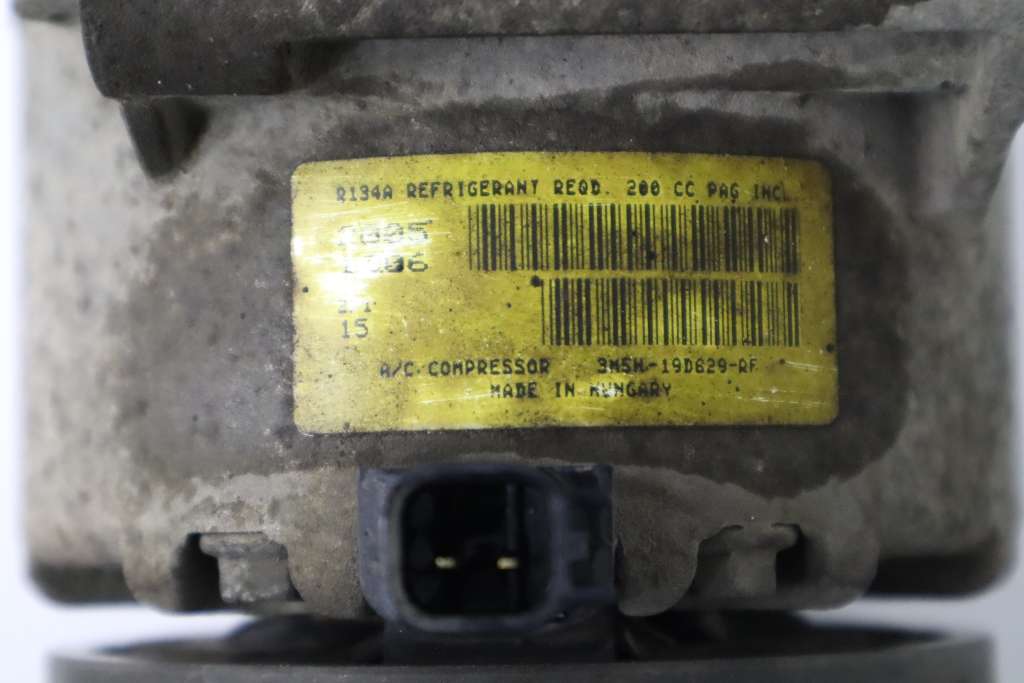 R134A REFRIGERANT REQD. 200 CC PAG INCL
15
A/C COMPRESSOR 3M5H-19D629-RF
MADE IN HUNGARY